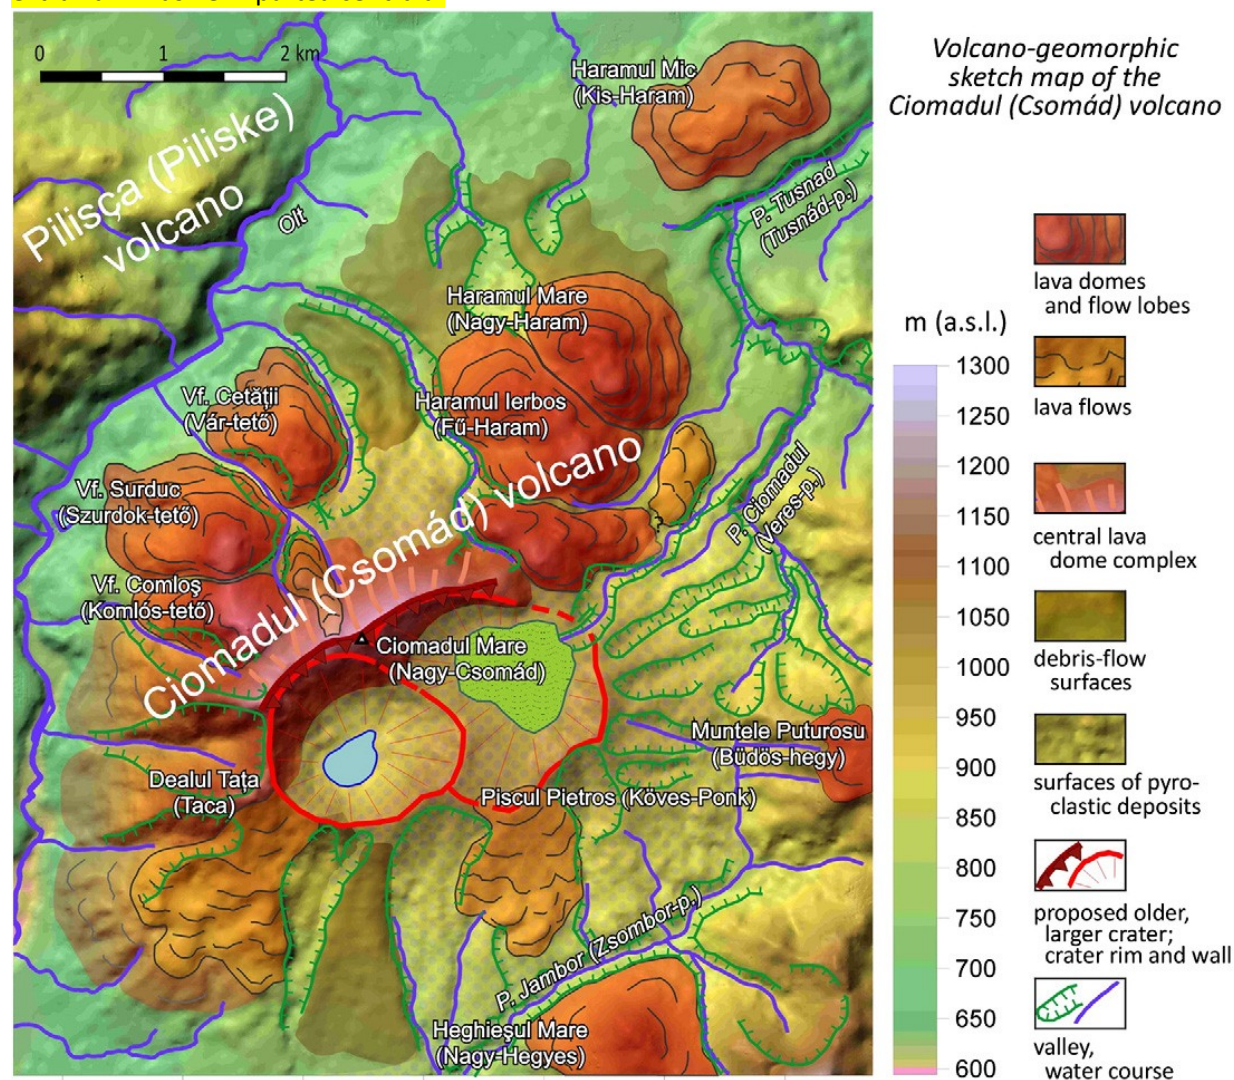 0 1 2 km
Haramul Mic
(Kis-Haram)
Pilisça (Piliske)
volcano
Olt
P. Tusnad
(Tusnád-p.)
Haramul Mare
(Nagy-Haram)
Vf. Cetăţii
(Vár-tető)
Haramul Ierbos
(Fű-Haram)
Vf. Surduc
(Szurdok-tető)
P. Ciomadul
(Veres-p.)
Vf. Comloş
(Komlós-tető)
Ciomadul (Csomád) volcano
Ciomadul Mare
(Nagy-Csomád)
Muntele Puturosu
(Büdös-hegy)
Dealul Taţa
(Taca)
Piscul Pietros (Köves-Ponk)
P. Jambor (Zsombor-p.)
Heghieşul Mare
(Nagy-Hegyes)
Volcano-geomorphic
sketch map of the
Ciomadul (Csomád) volcano
m (a.s.l.)
1300
1250
1200
1150
1100
1050
1000
950
900
850
800
750
700
650
600
lava domes
and flow lobes
lava flows
central lava
dome complex
debris-flow
surfaces
surfaces of pyro-
clastic deposits
proposed older,
larger crater;
crater rim and wall
valley,
water course